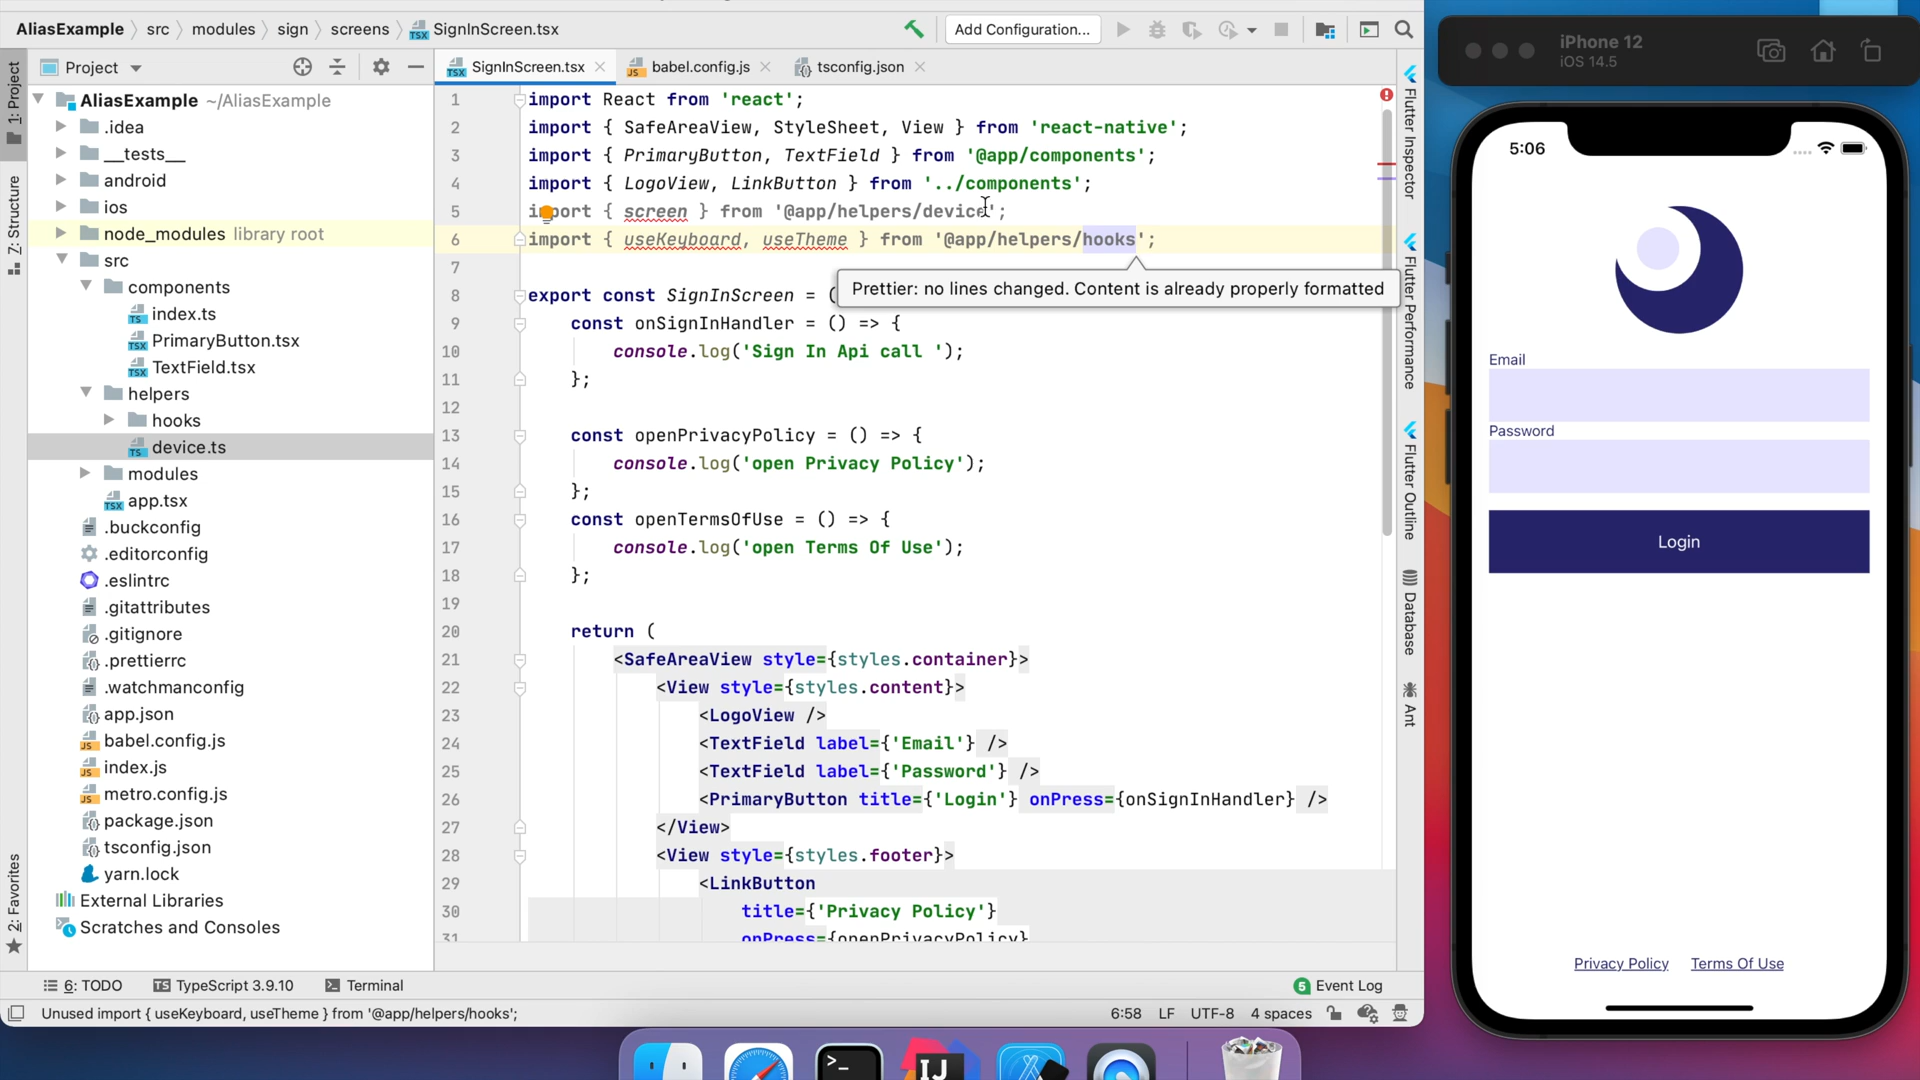 AliasExample
src
modules
sign
screens
SignInScreen.tsx
Add Configuration...
Project
SignInScreen.tsx
babel.config.js
tsconfig.json
1: Project
Z: Structure
2: Favorites
AliasExample ~/AliasExample
.idea
__tests__
android
ios
node_modules library root
src
components
index.ts
PrimaryButton.tsx
TextField.tsx
helpers
hooks
device.ts
modules
app.tsx
.buckconfig
.editorconfig
.eslintrc
.gitattributes
.gitignore
.prettierrc
.watchmanconfig
app.json
babel.config.js
index.js
metro.config.js
package.json
tsconfig.json
yarn.lock
External Libraries
Scratches and Consoles
1 import React from 'react';
2 import { SafeAreaView, StyleSheet, View } from 'react-native';
3 import { PrimaryButton, TextField } from '@app/components';
4 import { LogoView, LinkButton } from '../components';
5 import { screen } from '@app/helpers/device';
6 import { useKeyboard, useTheme } from '@app/helpers/hooks';
7
Prettier: no lines changed. Content is already properly formatted
8 export const SignInScreen = (
9 const onSignInHandler = () => {
10 console.log('Sign In Api call ');
11 };
12
13 const openPrivacyPolicy = () => {
14 console.log('open Privacy Policy');
15 };
16 const openTermsOfUse = () => {
17 console.log('open Terms Of Use');
18 };
19
20 return (
21 <SafeAreaView style={styles.container}>
22 <View style={styles.content}>
23 <LogoView />
24 <TextField label={'Email'} />
25 <TextField label={'Password'} />
26 <PrimaryButton title={'Login'} onPress={onSignInHandler} />
27 </View>
28 <View style={styles.footer}>
29 <LinkButton
30 title={'Privacy Policy'}
31 onPress={openPrivacyPolicy}
Flutter Inspector
Flutter Performance
Flutter Outline
Database
Ant
6: TODO
TypeScript 3.9.10
Terminal
5 Event Log
Unused import { useKeyboard, useTheme } from '@app/helpers/hooks';
6:58 LF UTF-8 4 spaces
iPhone 12
iOS 14.5
5:06
Email
Password
Login
Privacy Policy
Terms Of Use